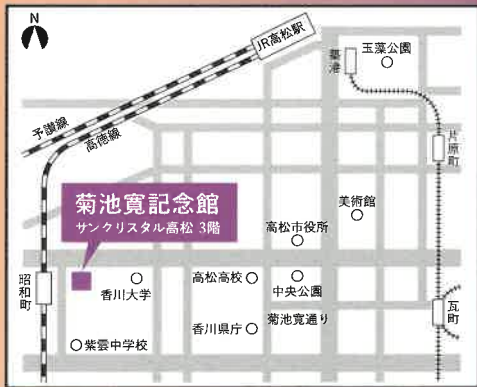 N
JR高松駅
玉藻公園
築港
予讃線
高徳線
片原町
菊池寛記念館
サンクリスタル高松 3階
美術館
高松市役所
昭和町
香川大学
高松高校
中央公園
瓦町
香川県庁
菊池寛通り
紫雲中学校